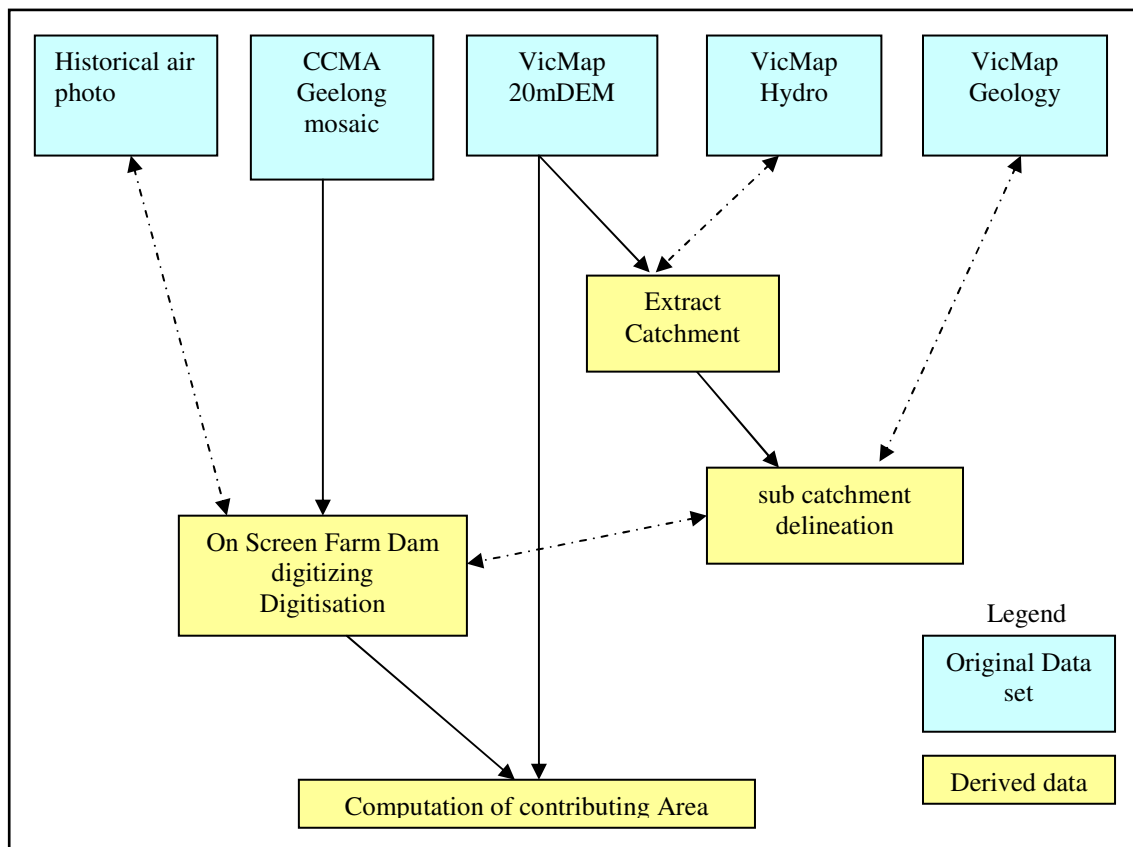 Historical air
photo
CCMA
Geelong
mosaic
VicMap
20mDEM
VicMap
Hydro
VicMap
Geology
Extract
Catchment
sub catchment
delineation
On Screen Farm Dam
digitizing
Digitisation
Legend
Original Data
set
Derived data
Computation of contributing Area